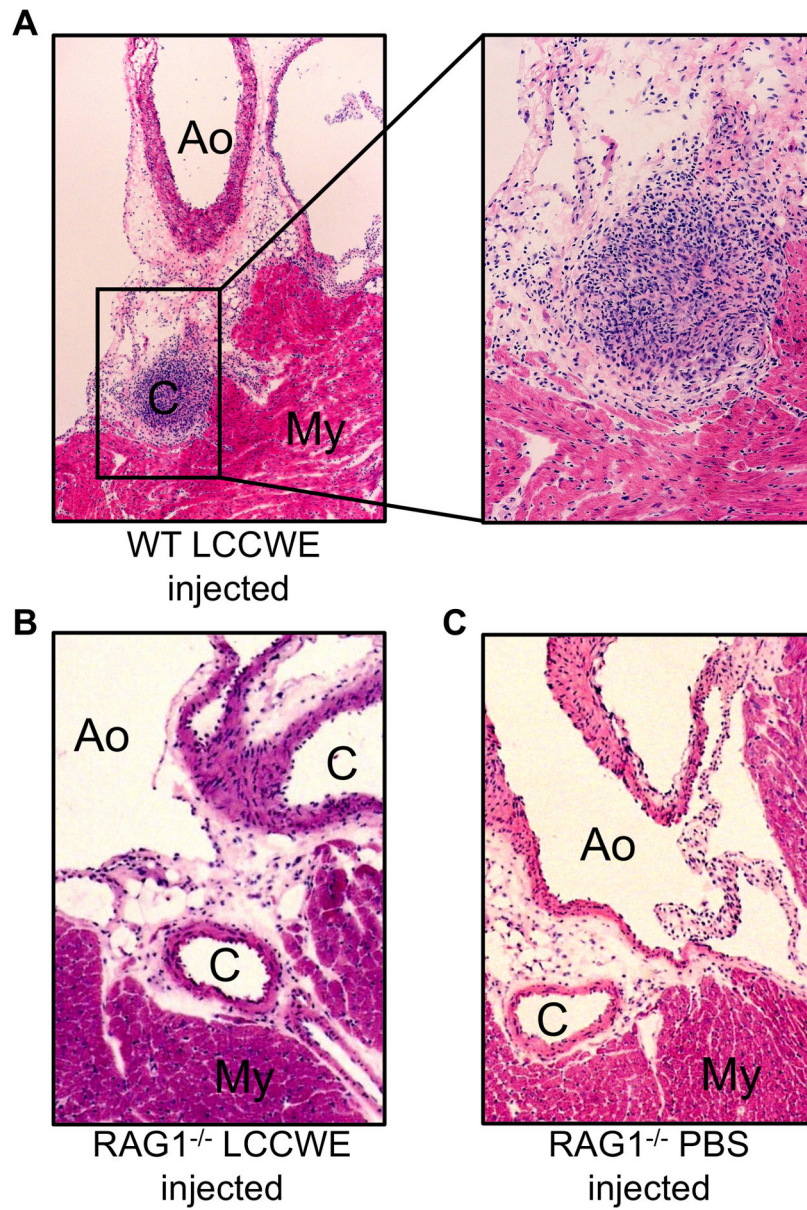 A
Ao
C
My
WT LCCWE
injected
B
C
Ao
C
C
My
RAG1-/- LCCWE
injected
Ao
C
My
RAG1-/- PBS
injected